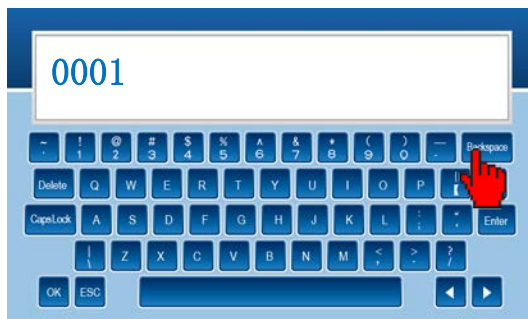 0001
~ ` ! 1 @ 2 # 3 $ 4 % 5 ^ 6 & 7 * 8 ( 9 ) 0 — - Backspace
Delete Q W E R T Y U I O P [
CapsLock A S D F G H J K L : ; " ' Enter
| \ Z X C V B N M < , > . ? /
OK ESC ◀ ▶